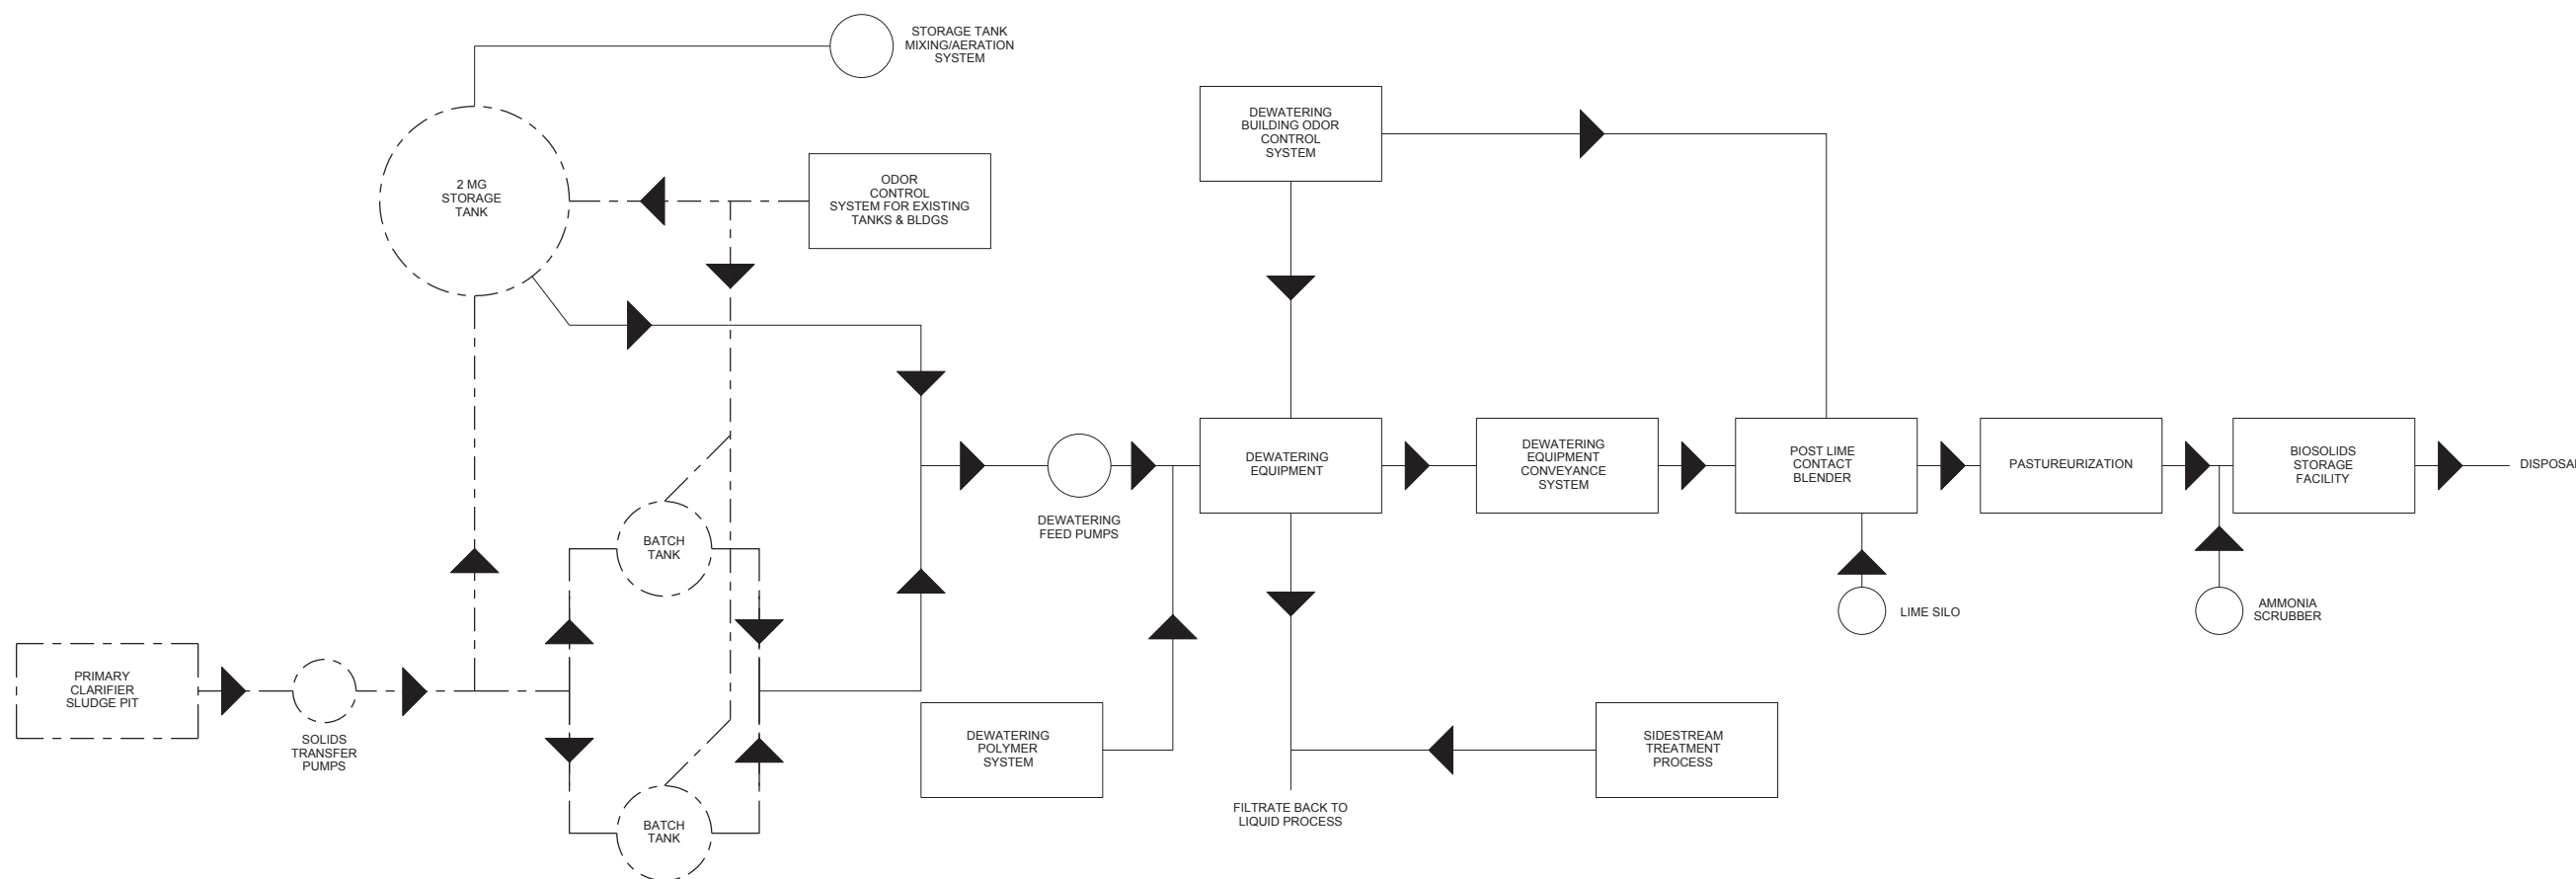 STORAGE TANK
MIXING/AERATION
SYSTEM
DEWATERING
BUILDING ODOR
CONTROL
SYSTEM
2 MG
STORAGE
TANK
ODOR
CONTROL
SYSTEM FOR EXISTING
TANKS & BLDGS
DEWATERING
FEED PUMPS
DEWATERING
EQUIPMENT
DEWATERING
EQUIPMENT
CONVEYANCE
SYSTEM
POST LIME
CONTACT
BLENDER
PASTUREURIZATION
BIOSOLIDS
STORAGE
FACILITY
DISPOSA
BATCH
TANK
LIME SILO
AMMONIA
SCRUBBER
PRIMARY
CLARIFIER
SLUDGE PIT
SOLIDS
TRANSFER
PUMPS
DEWATERING
POLYMER
SYSTEM
SIDESTREAM
TREATMENT
PROCESS
BATCH
TANK
FILTRATE BACK TO
LIQUID PROCESS